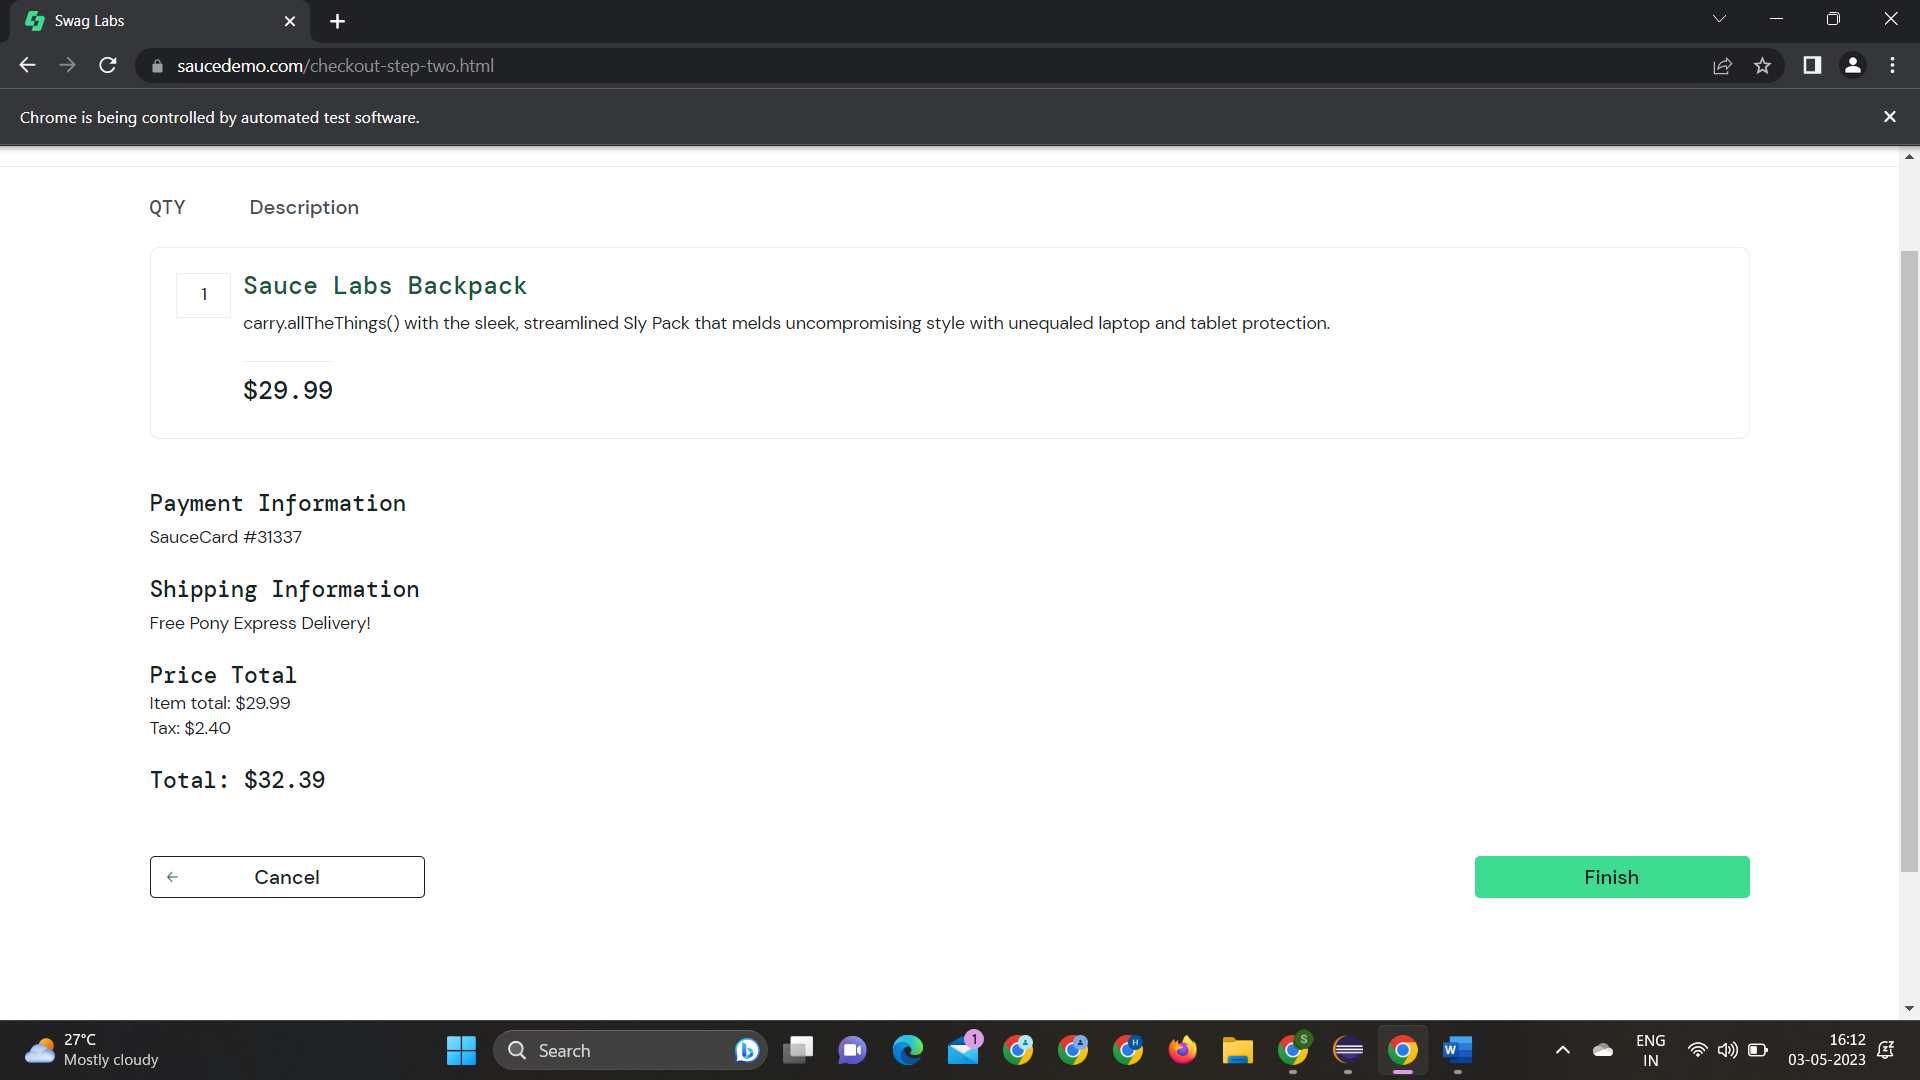 Swag Labs
saucedemo.com/checkout-step-two.html
Chrome is being controlled by automated test software.
QTY Description
1 Sauce Labs Backpack
carry.allTheThings() with the sleek, streamlined Sly Pack that melds uncompromising style with unequaled laptop and tablet protection.
$29.99
Payment Information
SauceCard #31337
Shipping Information
Free Pony Express Delivery!
Price Total
Item total: $29.99
Tax: $2.40
Total: $32.39
Cancel Finish
27°C
Mostly cloudy
Search
1
H
S
W
ENG
IN
16:12
03-05-2023